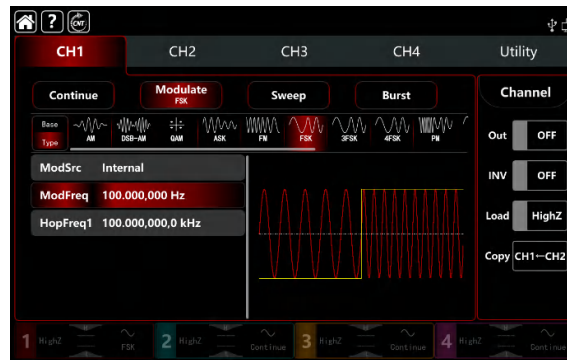 ? CNT
CH1 CH2 CH3 CH4 Utility
Continue Modulate FSK Sweep Burst Channel
Base Type AM DSB-AM QAM ASK FM FSK 3FSK 4FSK PM
Out OFF
ModSrc Internal
ModFreq 100.000,000 Hz
INV OFF
HopFreq1 100.000,000,0 kHz
Load HighZ
Copy CH1←CH2
1 HighZ FSK 2 HighZ Continue 3 HighZ Continue 4 HighZ Continue